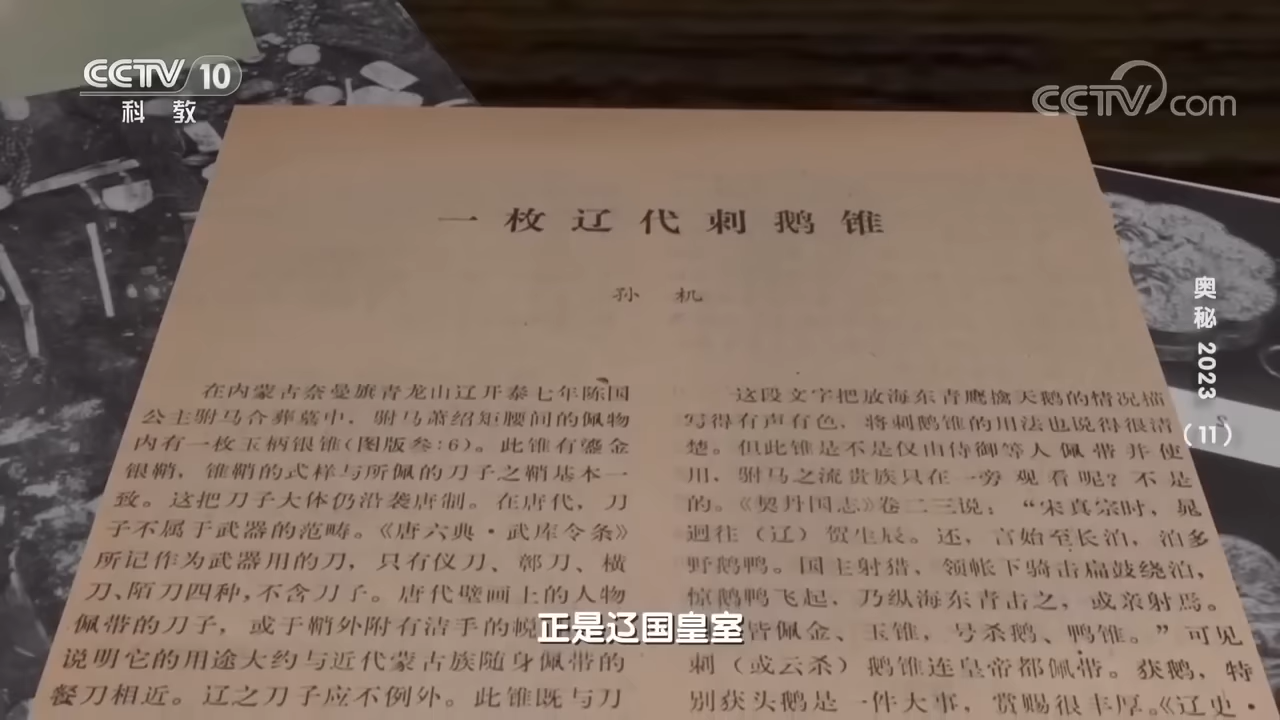 CCTV 10
科教
CCTV.com
一枚辽代刺鹅锥
孙 机
在内蒙古奈曼旗青龙山辽开泰七年陈国
公主驸马合葬墓中，驸马萧绍矩腰间的佩物
内有一枚玉柄银锥(图版叁:6)。此锥有鎏金
银鞘，锥鞘的式样与所佩的刀子之鞘基本一
致。这把刀子大体仍沿袭唐制。在唐代，刀
子不属于武器的范畴。《唐六典·武库令条》
所记作为武器用的刀，只有仪刀、鄣刀、横
刀、陌刀四种，不含刀子。唐代壁画上的人物
佩带的刀子，或于鞘外附有洁手的帨
说明它的用途大约与近代蒙古族随身佩带的
餐刀相近。辽之刀子应不例外。此锥既与刀
这段文字把放海东青鹰擒天鹅的情况描
写得有声有色，将刺鹅锥的用法也说得很清
楚。但此锥是不是仅由侍御等人佩带并使
用，驸马之流贵族只在一旁观看呢？不是
的。《契丹国志》卷二三说：“宋真宗时，晁
迥往（辽）贺生辰。还，言始至长泊，泊多
野鹅鸭。国主射猎，领帐下骑击扁鼓绕泊，
惊鹅鸭飞起，乃纵海东青击之，或亲射焉。
皆佩金、玉锥，号杀鹅、鸭锥。”可见
刺（或云杀）鹅锥连皇帝都佩带。获鹅，特
别获头鹅是一件大事，赏赐很丰厚。《辽史·
奥秘 2023
（11）
正是辽国皇室